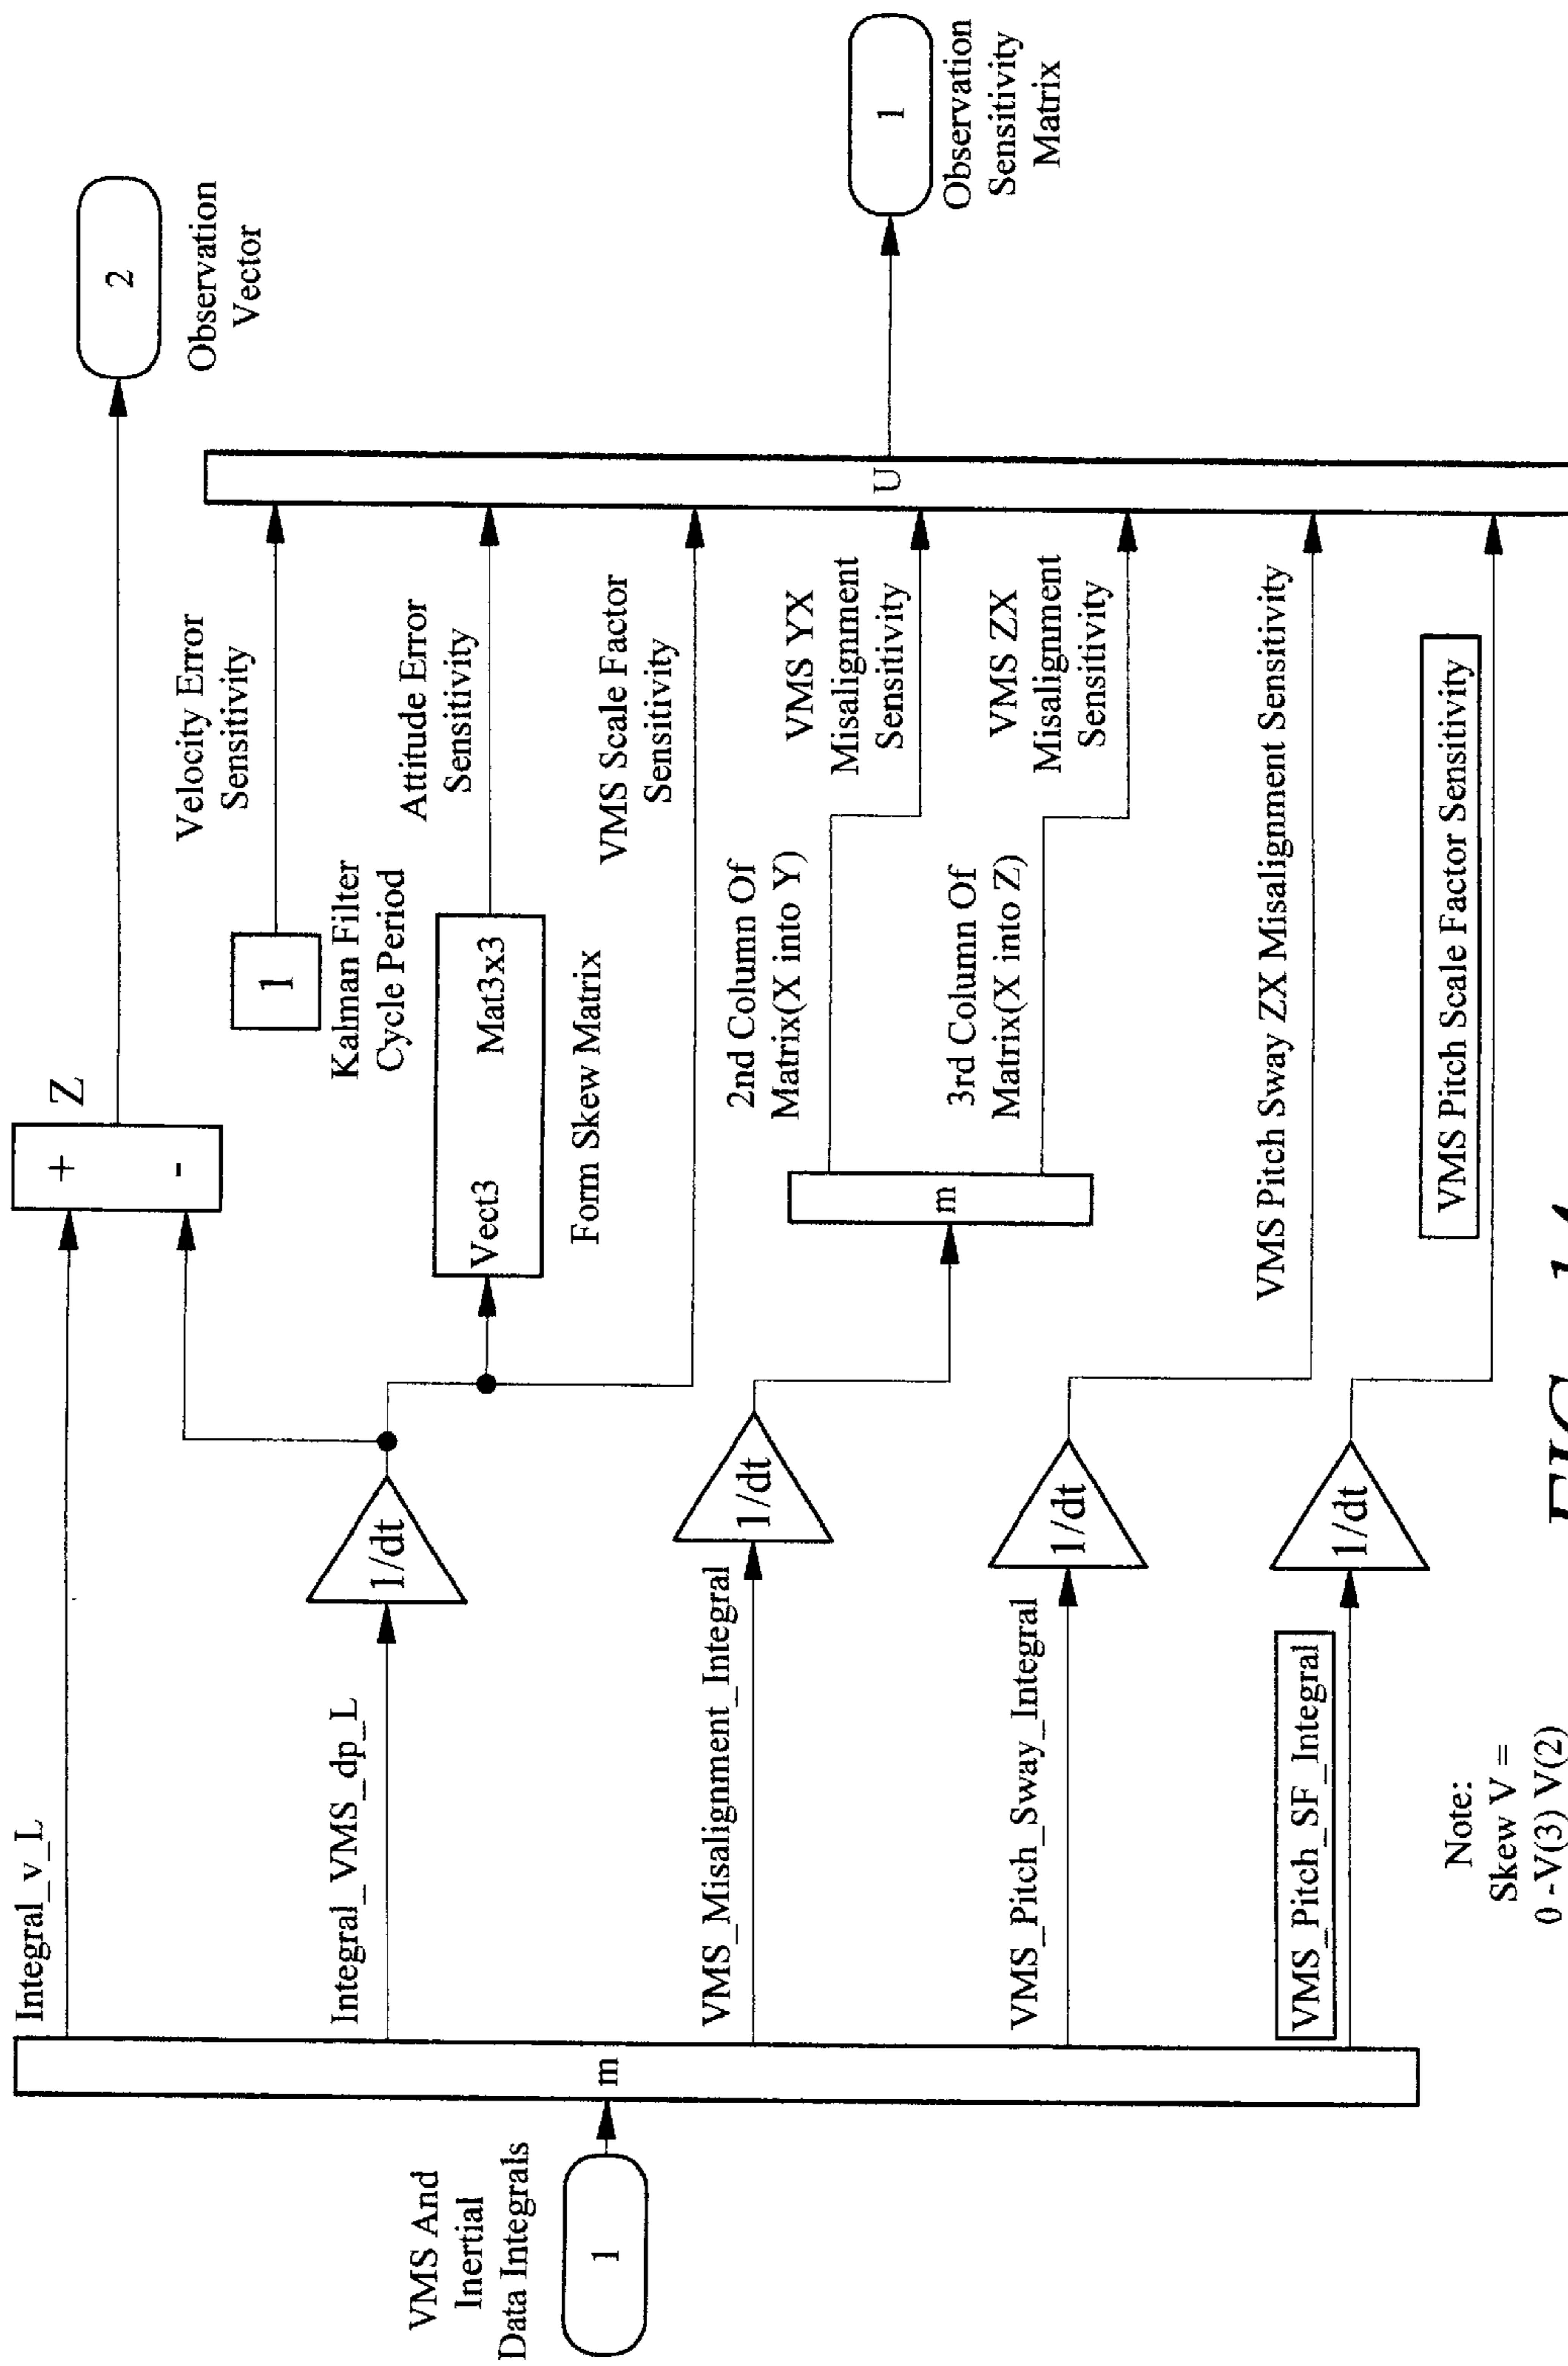 VMS And
Inertial
Data Integrals
1
m
Integral_v_L
Integral_VMS_dp_L
VMS_Misalignment_Integral
VMS_Pitch_Sway_Integral
VMS_Pitch_SF_Integral
1/dt
1/dt
1/dt
1/dt
+
-
Z
2
Observation
Vector
1
Kalman Filter
Cycle Period
Velocity Error
Sensitivity
Vect3 Mat3x3
Form Skew Matrix
Attitude Error
Sensitivity
VMS Scale Factor
Sensitivity
m
2nd Column Of
Matrix(X into Y)
VMS YX
Misalignment
Sensitivity
3rd Column Of
Matrix(X into Z)
VMS ZX
Misalignment
Sensitivity
VMS Pitch Sway ZX Misalignment Sensitivity
VMS Pitch Scale Factor Sensitivity
U
1
Observation
Sensitivity
Matrix
Note:
Skew V =
0 -V(3) V(2)